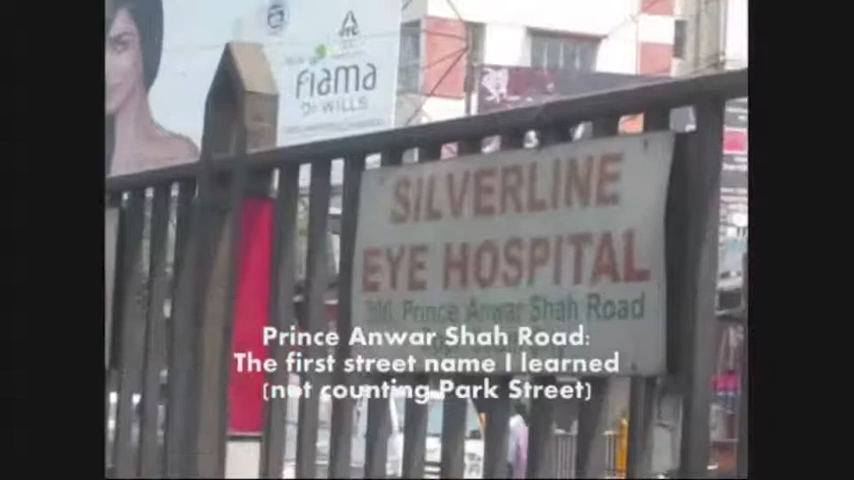 ITC
fiama
Di WILLS
SILVERLINE
EYE HOSPITAL
Prince Anwar Shah Road
Prince Anwar Shah Road:
The first street name I learned
(not counting Park Street)